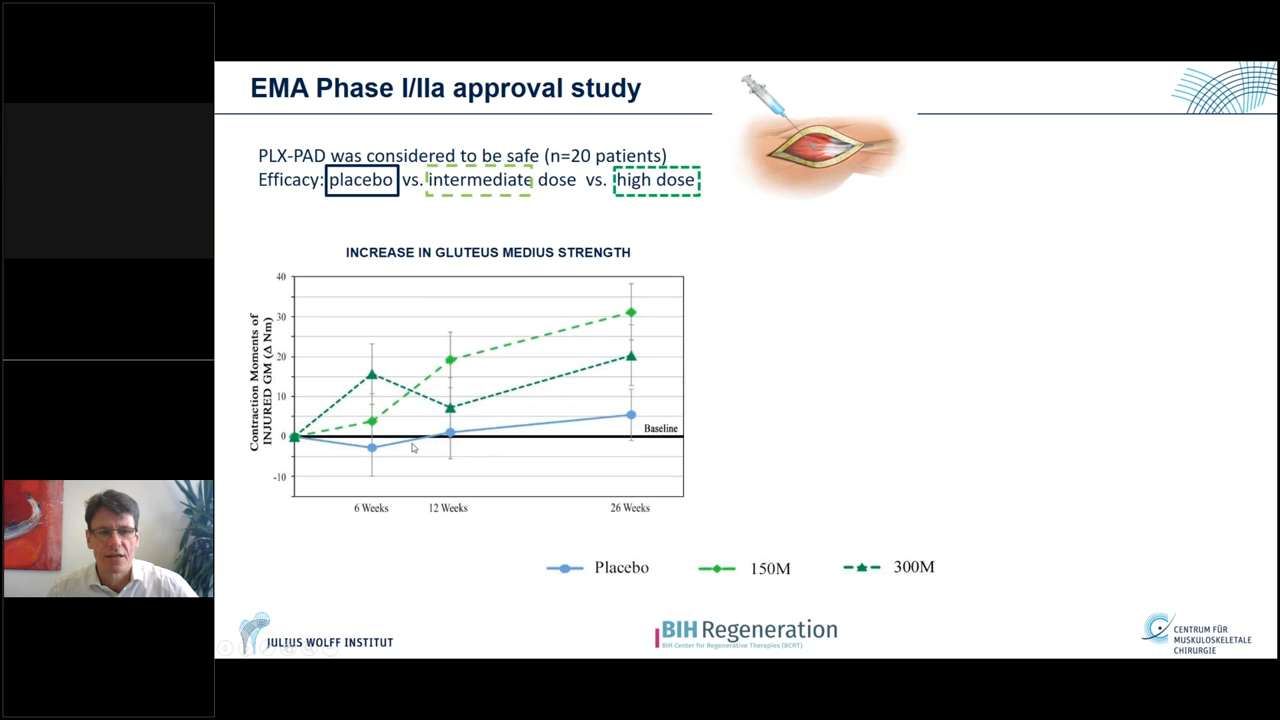 EMA Phase I/IIa approval study
PLX-PAD was considered to be safe (n=20 patients)
Efficacy: placebo vs. intermediate dose vs. high dose
INCREASE IN GLUTEUS MEDIUS STRENGTH
Contraction Moments of
INJURED GM (Δ Nm)
40
30
20
10
0
-10
Baseline
6 Weeks 12 Weeks 26 Weeks
Placebo 150M 300M
JULIUS WOLFF INSTITUT
BIH Regeneration
BIH Center for Regenerative Therapies (BCRT)
CENTRUM FÜR
MUSKULOSKELETALE
CHIRURGIE